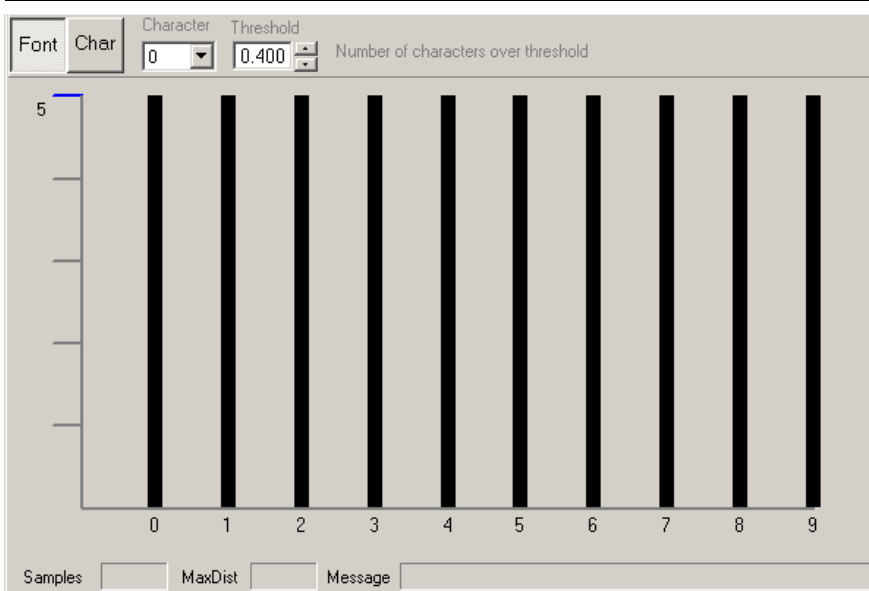 Font Char Character Threshold
0 0.400 Number of characters over threshold
5
0 1 2 3 4 5 6 7 8 9
Samples MaxDist Message